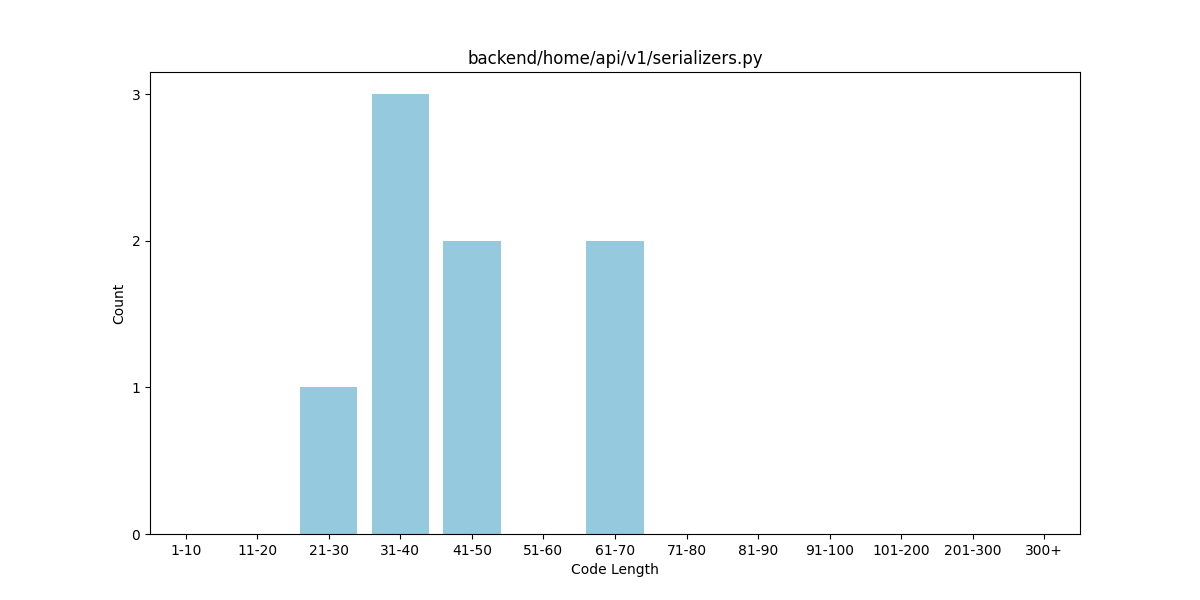 backend/home/api/v1/serializers.py
3
2
1
0
Count
1-10 11-20 21-30 31-40 41-50 51-60 61-70 71-80 81-90 91-100 101-200 201-300 300+
Code Length